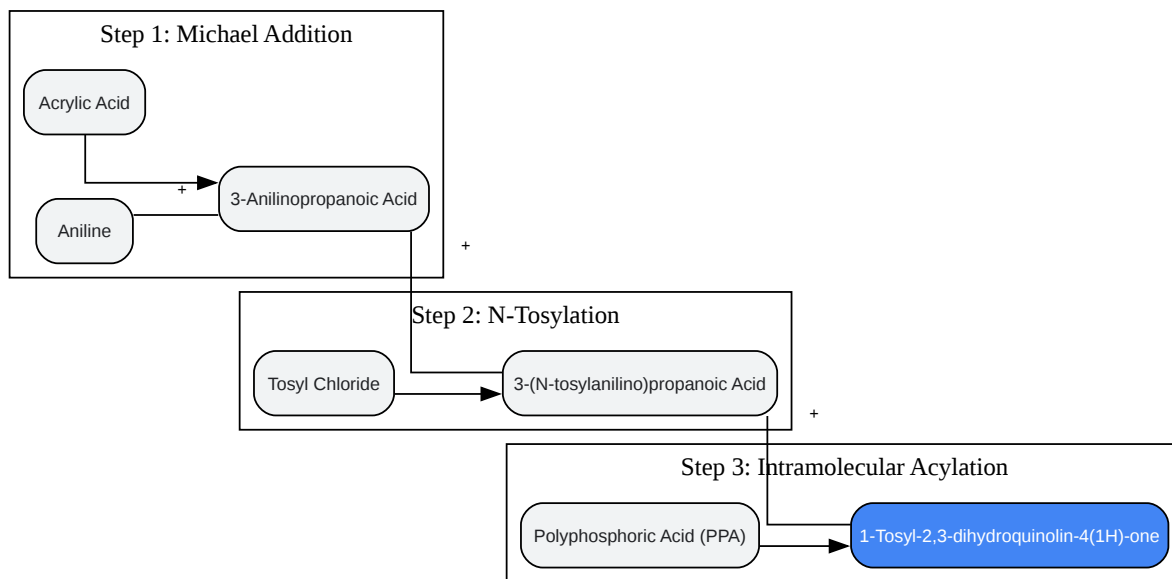 Step 1: Michael Addition
Acrylic Acid
+
3-Anilinopropanoic Acid
Aniline
+
Step 2: N-Tosylation
Tosyl Chloride
3-(N-tosylanilino)propanoic Acid
+
Step 3: Intramolecular Acylation
Polyphosphoric Acid (PPA)
1-Tosyl-2,3-dihydroquinolin-4(1H)-one